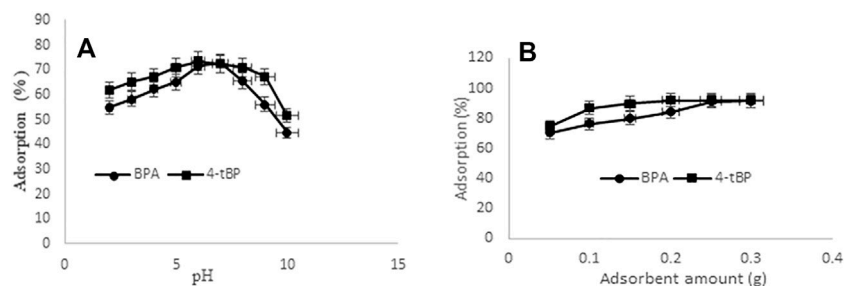 A
Adsorption (%)
90
80
70
60
50
40
30
20
10
0
BPA 4-tBP
0 5 10 15
pH
B
Adsorption (%)
120
100
80
60
40
20
0
BPA 4-tBP
0 0.1 0.2 0.3 0.4
Adsorbent amount (g)